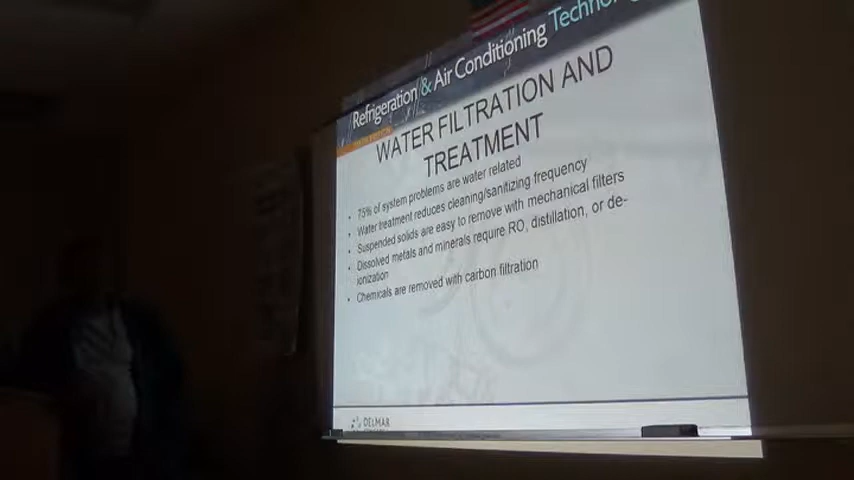 Refrigeration & Air Conditioning Technology
WATER FILTRATION AND
TREATMENT
• 75% of system problems are water related
• Water treatment reduces cleaning/sanitizing frequency
• Suspended solids are easy to remove with mechanical filters
• Dissolved metals and minerals require RO, distillation, or de-
ionization
• Chemicals are removed with carbon filtration
DELMAR